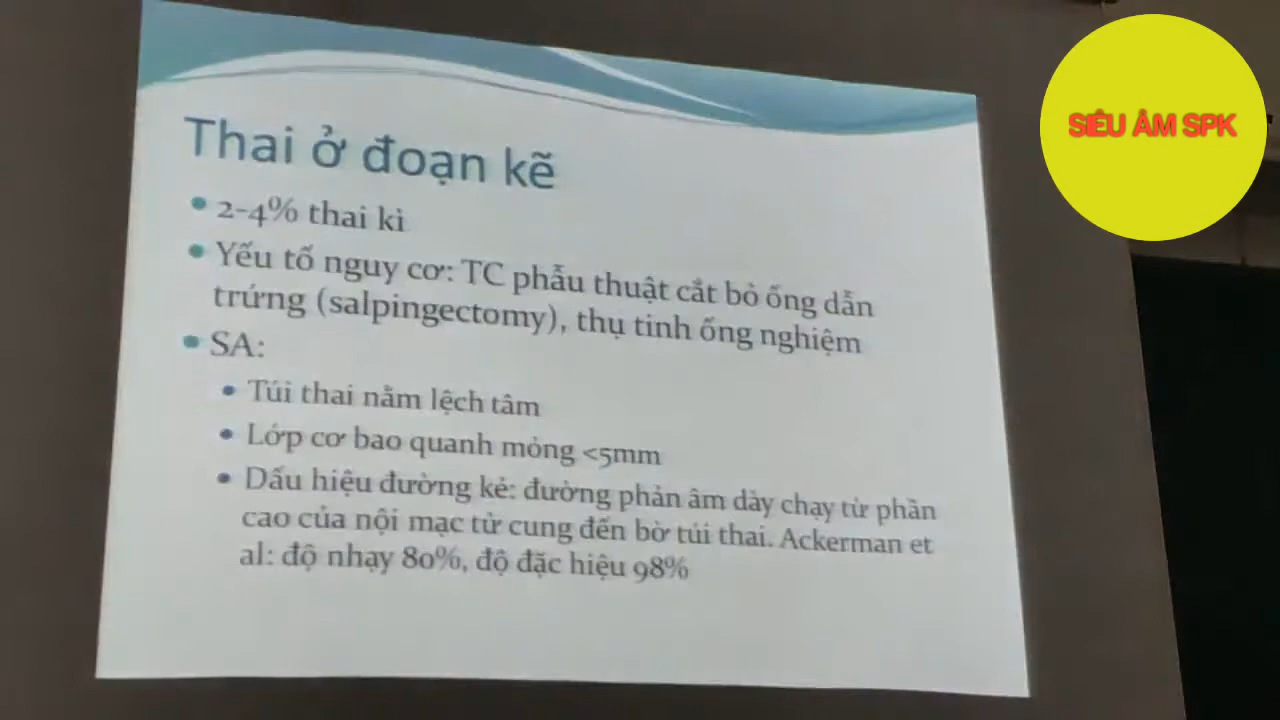 Thai ở đoạn kẽ
2-4% thai kì
Yếu tố nguy cơ: TC phẫu thuật cắt bỏ ống dẫn
trứng (salpingectomy), thụ tinh ống nghiệm
SA:
Túi thai nằm lệch tâm
Lớp cơ bao quanh mỏng <5mm
Dấu hiệu đường kẻ: đường phản âm dày chạy từ phần
cao của nội mạc tử cung đến bờ túi thai. Ackerman et
al: độ nhạy 80%, độ đặc hiệu 98%
SIÊU ÂM SPK